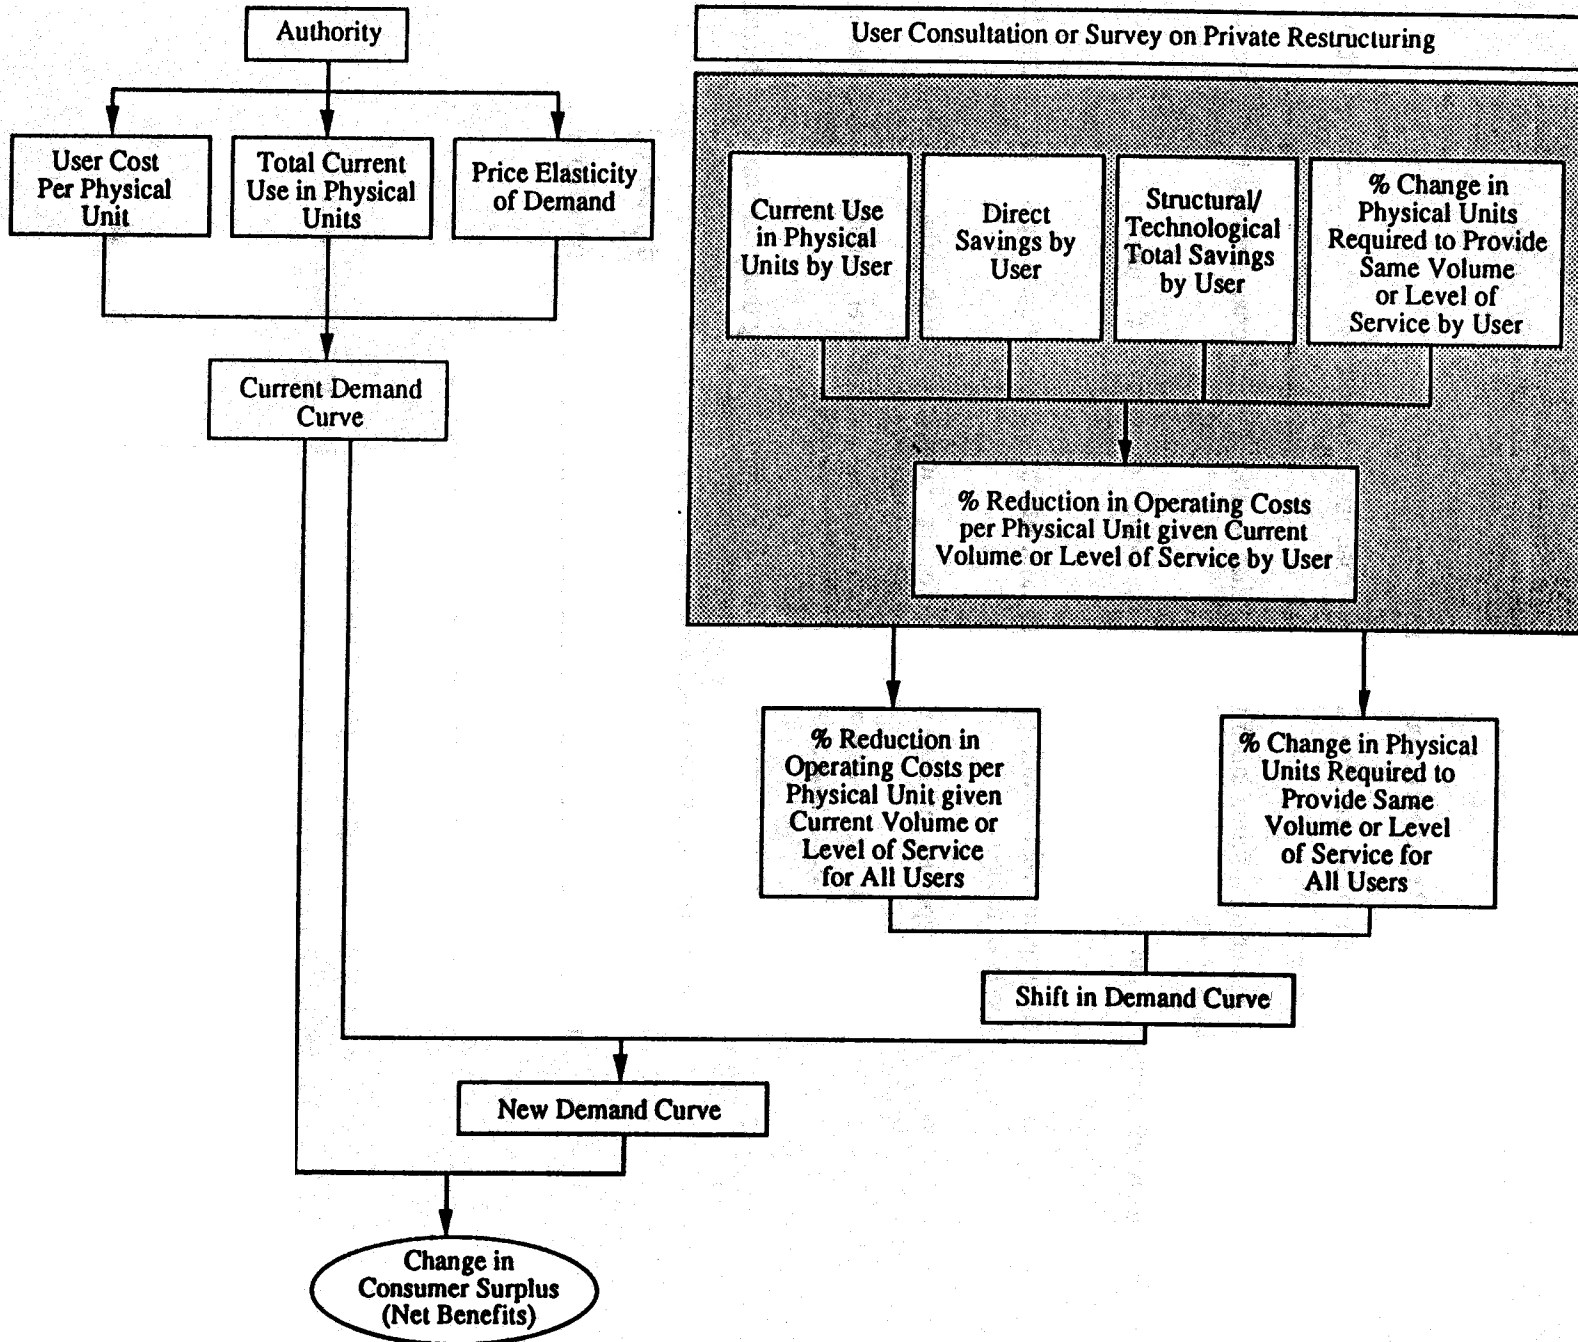 Authority
User Consultation or Survey on Private Restructuring
User Cost
Per Physical
Unit
Total Current
Use in Physical
Units
Price Elasticity
of Demand
Current Use
in Physical
Units by User
Direct
Savings by
User
Structural/
Technological
Total Savings
by User
% Change in
Physical Units
Required to Provide
Same Volume
or Level of
Service by User
Current Demand
Curve
% Reduction in Operating Costs
per Physical Unit given Current
Volume or Level of Service by User
% Reduction in
Operating Costs per
Physical Unit given
Current Volume or
Level of Service
for All Users
% Change in Physical
Units Required to
Provide Same
Volume or Level
of Service for
All Users
Shift in Demand Curve
New Demand Curve
Change in
Consumer Surplus
(Net Benefits)